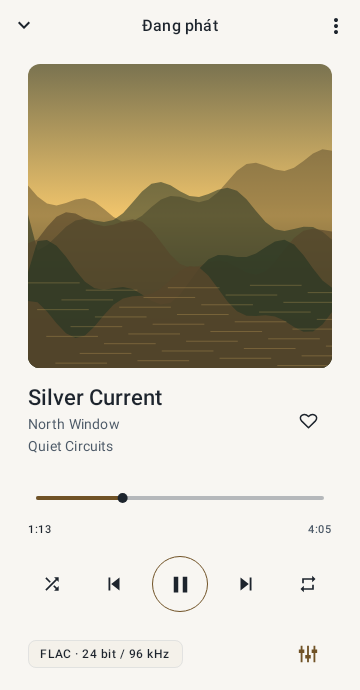 Đang phát
Silver Current
North Window
Quiet Circuits
1:13
4:05
FLAC · 24 bit / 96 kHz